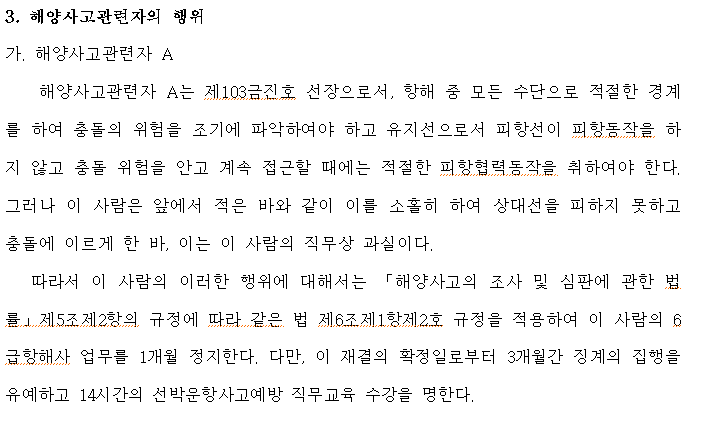 3. 해양사고관련자의 행위
가. 해양사고관련자 A
해양사고관련자 A는 제103금진호 선장으로서, 항해 중 모든 수단으로 적절한 경계
를 하여 충돌의 위험을 조기에 파악하여야 하고 유지선으로서 피항선이 피항동작을 하
지 않고 충돌 위험을 안고 계속 접근할 때에는 적절한 피항협력동작을 취하여야 한다.
그러나 이 사람은 앞에서 적은 바와 같이 이를 소홀히 하여 상대선을 피하지 못하고
충돌에 이르게 한 바, 이는 이 사람의 직무상 과실이다.
따라서 이 사람의 이러한 행위에 대해서는 「해양사고의 조사 및 심판에 관한 법
률」제5조제2항의 규정에 따라 같은 법 제6조제1항제2호 규정을 적용하여 이 사람의 6
급항해사 업무를 1개월 정지한다. 다만, 이 재결의 확정일로부터 3개월간 징계의 집행을
유예하고 14시간의 선박운항사고예방 직무교육 수강을 명한다.